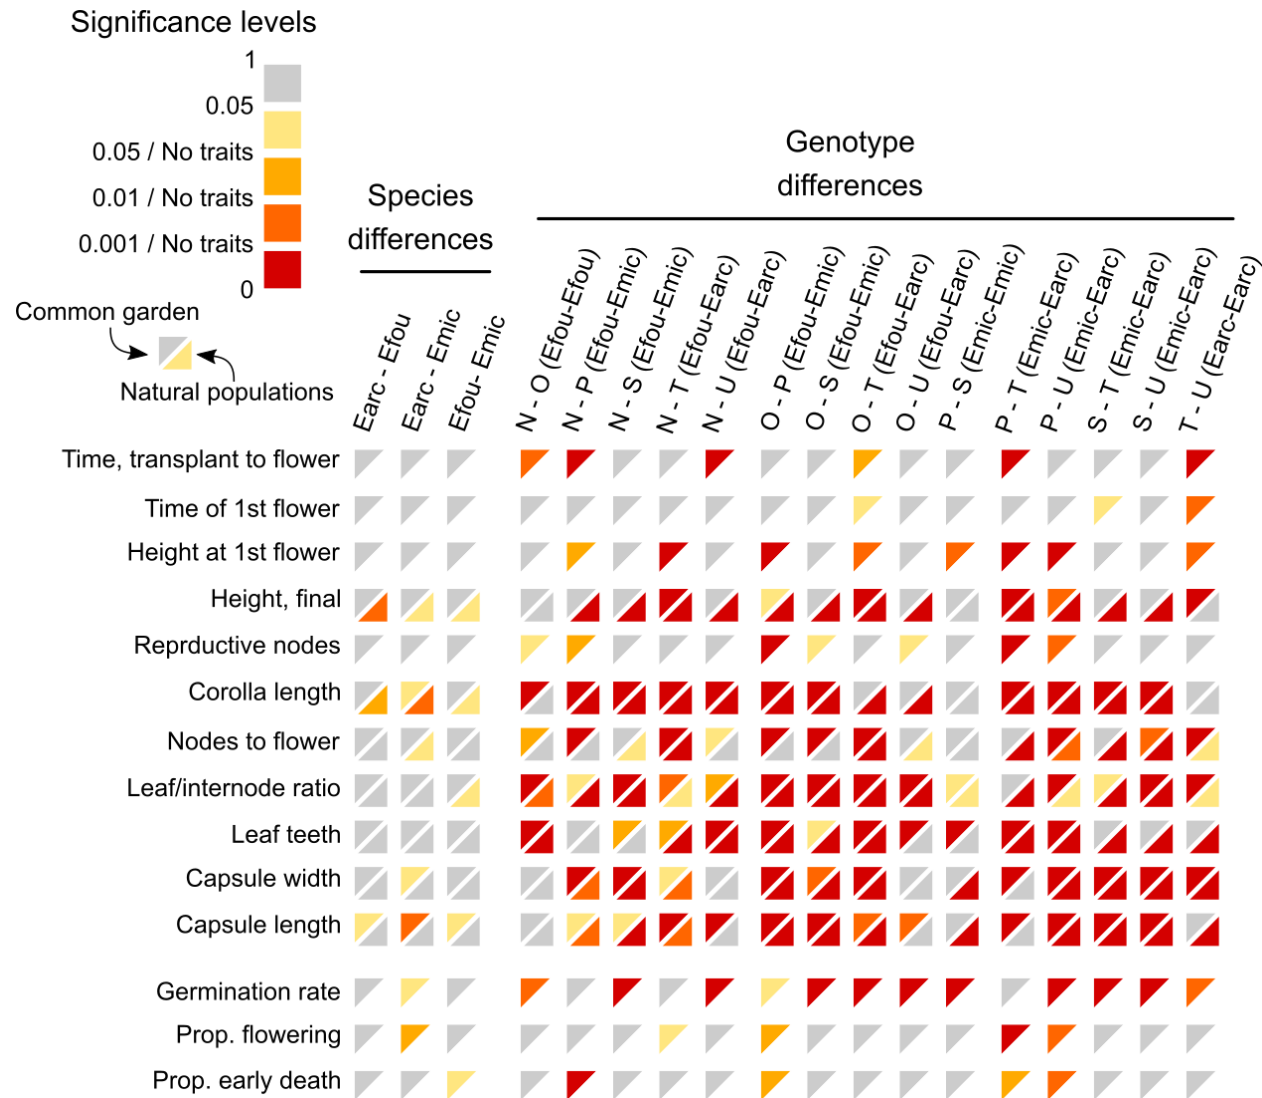 Significance levels
1
0.05
0.05 / No traits
0.01 / No traits
0.001 / No traits
0
Common garden
Natural populations
Species
differences
Genotype
differences
Earc - Efou
Earc - Emic
Efou- Emic
N - O (Efou-Efou)
N - P (Efou-Emic)
N - S (Efou-Emic)
N - T (Efou-Earc)
N - U (Efou-Earc)
O - P (Efou-Emic)
O - S (Efou-Emic)
O - T (Efou-Earc)
O - U (Efou-Earc)
P - S (Emic-Emic)
P - T (Emic-Earc)
P - U (Emic-Earc)
S - T (Emic-Earc)
S - U (Emic-Earc)
T - U (Earc-Earc)
Time, transplant to flower
Time of 1st flower
Height at 1st flower
Height, final
Reprductive nodes
Corolla length
Nodes to flower
Leaf/internode ratio
Leaf teeth
Capsule width
Capsule length
Germination rate
Prop. flowering
Prop. early death